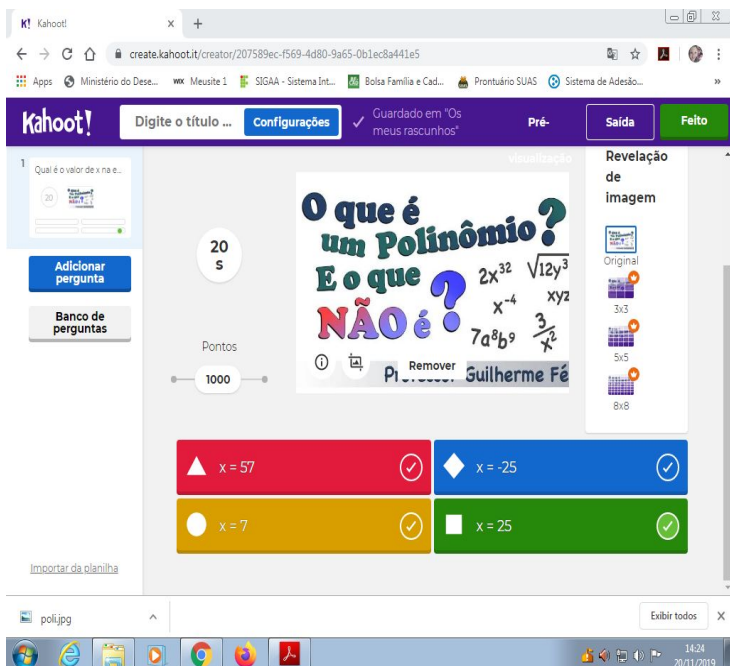 K! Kahoot!
create.kahoot.it/creator/207589ec-f569-4d80-9a65-0b1ec8a441e5
Apps Ministério do Dese... WIX Meusite 1 SIGAA - Sistema Int... Bolsa Família e Cad... Prontuário SUAS Sistema de Adesão... »
Kahoot! Digite o título ... Configurações Guardado em "Os meus rascunhos" Pré-visualização Saída Feito
1
Qual é o valor de x na e...
20
Adicionar pergunta
Banco de perguntas
Importar da planilha
20
s
Pontos
1000
O que é
um Polinômio?
E o que
NÃO é?
2x³² √12y³
x⁻⁴ xyz
7a⁸b⁹ 3/x²
Remover
Guilherme Fé
Revelação
de
imagem
Original
3x3
5x5
8x8
x = 57
x = -25
x = 7
x = 25
poli.jpg
Exibir todos X
14:24
20/11/2019